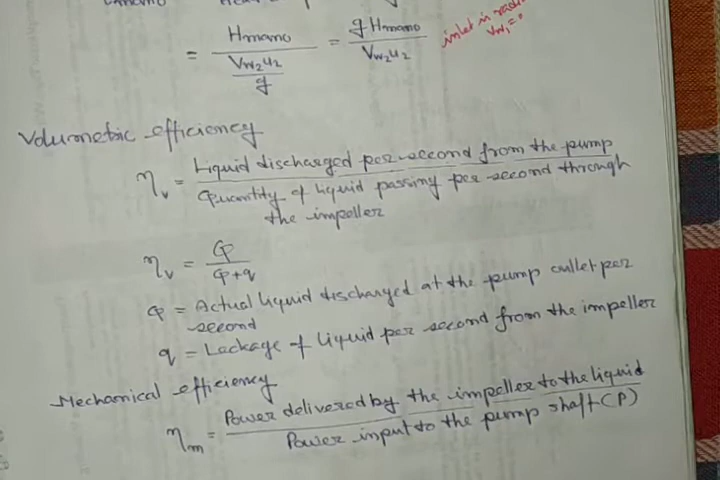 = Hmano / (Vw2u2 / g) = g Hmano / Vw2u2
inlet is
Vw1 = 0
Volumetric efficiency
ηv = Liquid discharged per second from the pump
Quantity of liquid passing per second through
the impeller
ηv = Q / Q+q
Q = Actual liquid discharged at the pump outlet per
second
q = Leackage of liquid per second from the impeller
Mechanical efficiency
ηm = Power delivered by the impeller to the liquid
Power input to the pump shaft (P)